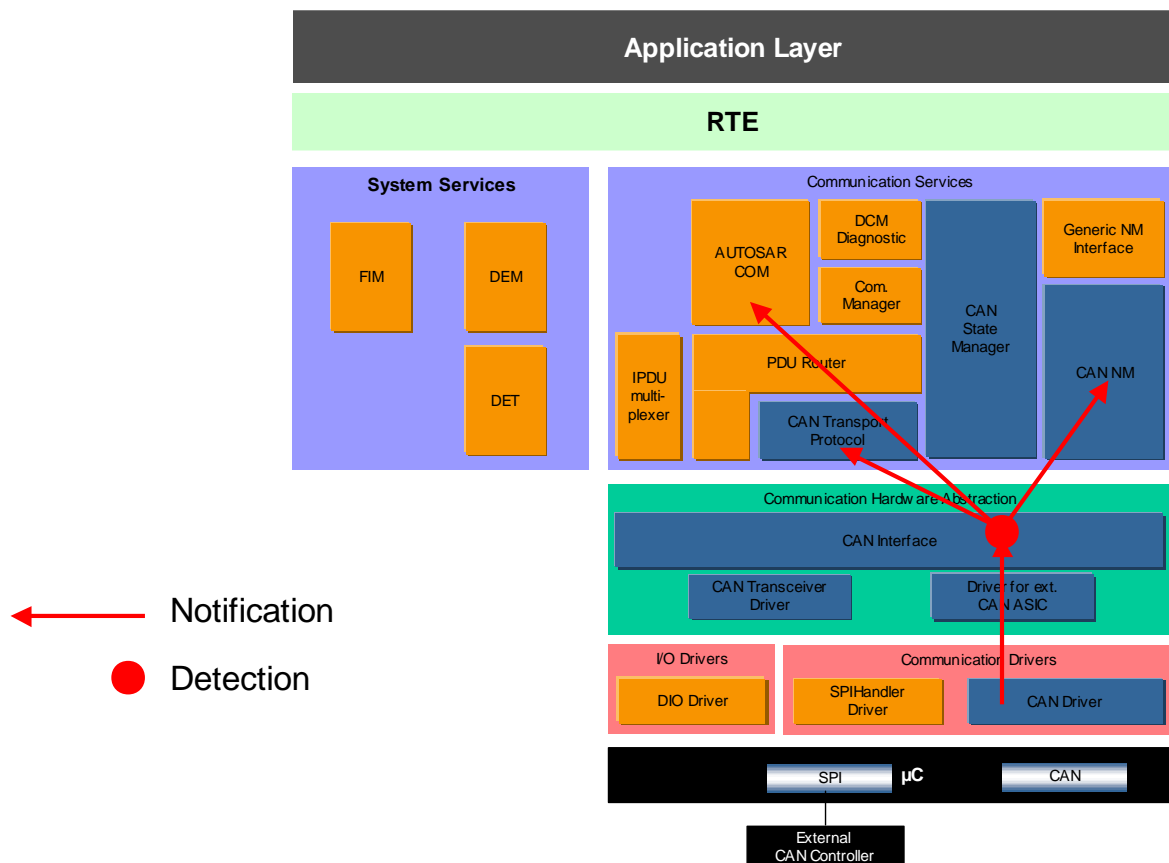 Application Layer
RTE
System Services
Communication Services
FIM
DEM
DET
AUTOSAR
COM
DCM
Diagnostic
Com.
Manager
CAN
State
Manager
Generic NM
Interface
CAN NM
IPDU
multi-
plexer
PDU Router
CAN Transport
Protocol
Communication Hardware Abstraction
CAN Interface
CAN Transceiver
Driver
Driver for ext.
CAN ASIC
Notification
Detection
I/O Drivers
DIO Driver
Communication Drivers
SPIHandler
Driver
CAN Driver
SPI
µC
CAN
External
CAN Controller